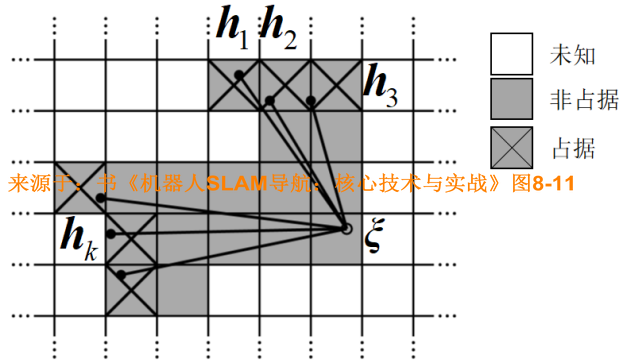 h₁ h₂
h₃
未知
非占据
占据
来源于：书《机器人SLAM导航：核心技术与实战》图8-11
hₖ
ξ